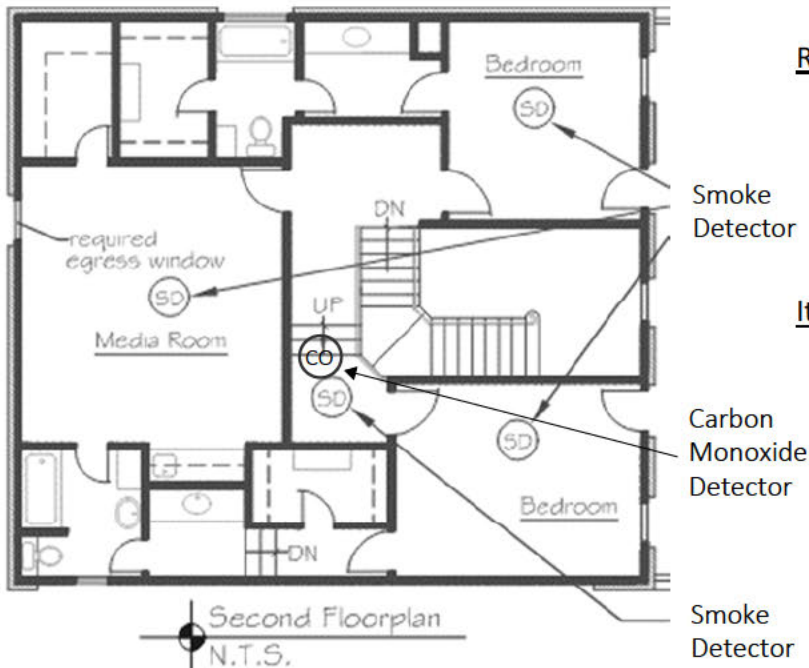 Bedroom
R
SD
Smoke
Detector
DN
required
egress window
SD
UP
Media Room
It
CO
SD
SD
Carbon
Monoxide
Detector
Bedroom
DN
Second Floorplan
N.T.S.
Smoke
Detector